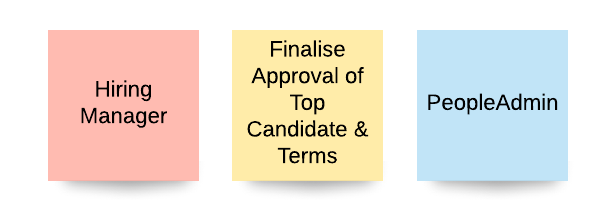 Hiring
Manager
Finalise
Approval of
Top
Candidate &
Terms
PeopleAdmin